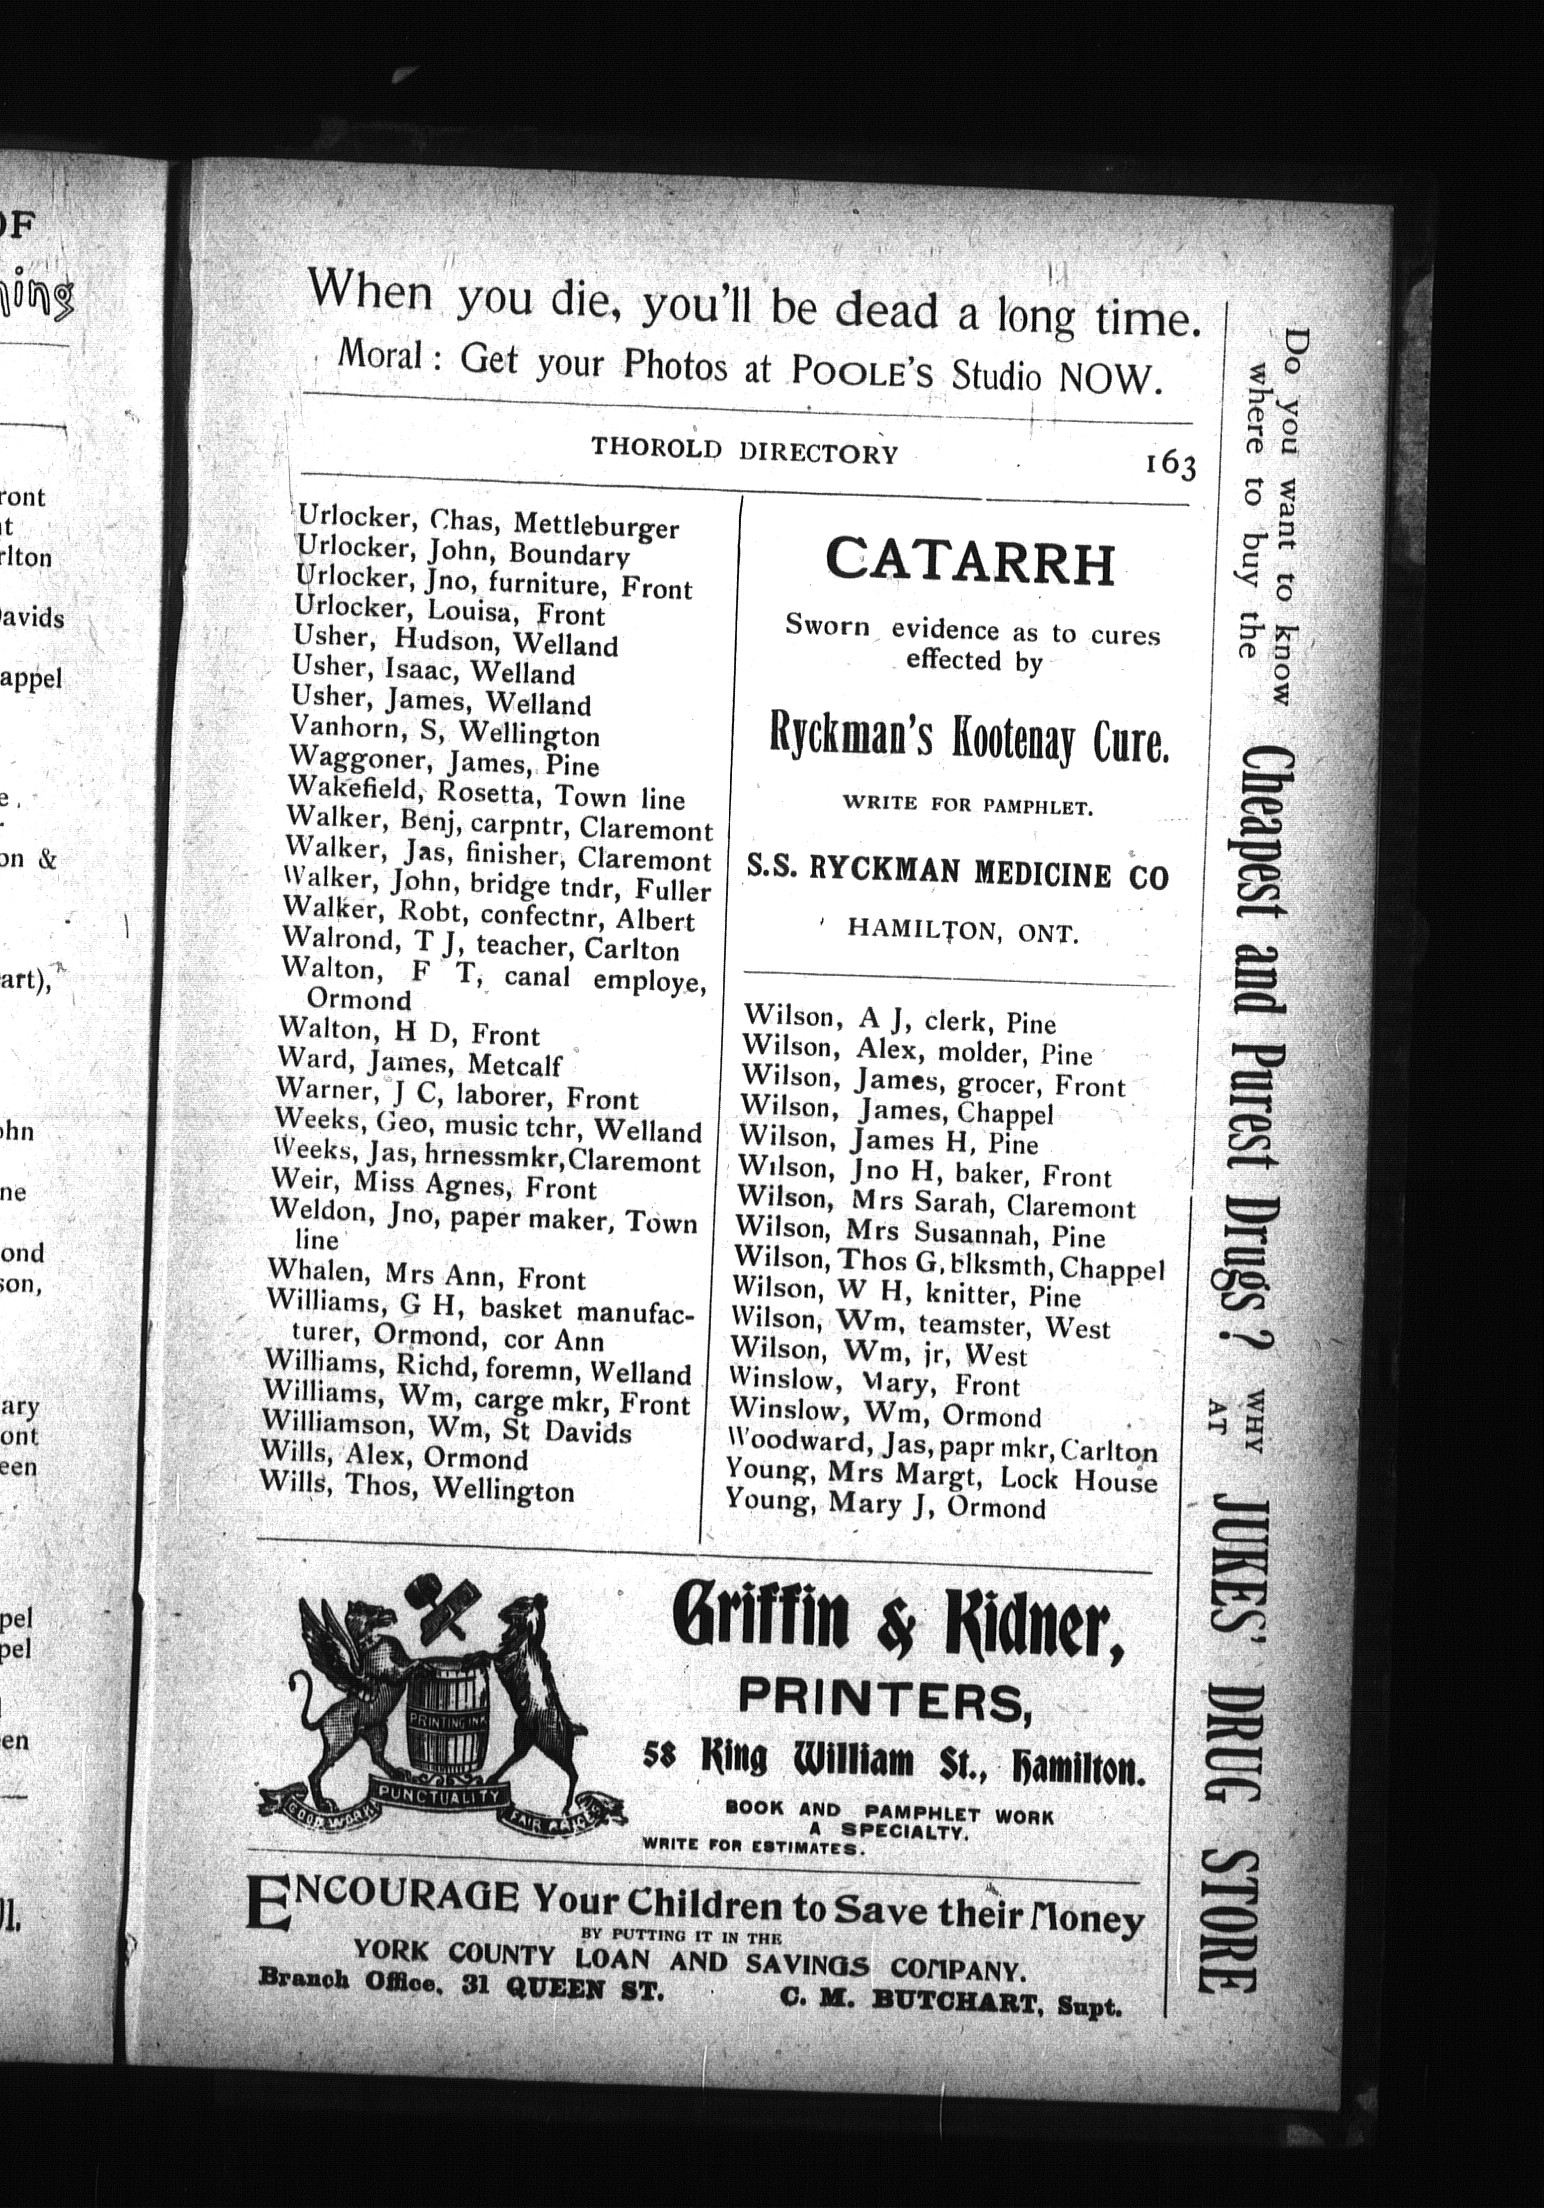 When you die, you'll be dead a long time.
Moral : Get your Photos at POOLE'S Studio NOW.
THOROLD DIRECTORY 163
Urlocker, Chas, Mettleburger
Urlocker, John, Boundary
Urlocker, Jno, furniture, Front
Urlocker, Louisa, Front
Usher, Hudson, Welland
Usher, Isaac, Welland
Usher, James, Welland
Vanhorn, S, Wellington
Waggoner, James, Pine
Wakefield, Rosetta, Town line
Walker, Benj, carpntr, Claremont
Walker, Jas, finisher, Claremont
Walker, John, bridge tndr, Fuller
Walker, Robt, confectnr, Albert
Walrond, T J, teacher, Carlton
Walton, F T, canal employe,
Ormond
Walton, H D, Front
Ward, James, Metcalf
Warner, J C, laborer, Front
Weeks, Geo, music tchr, Welland
Weeks, Jas, hrnessmkr, Claremont
Weir, Miss Agnes, Front
Weldon, Jno, paper maker, Town
line
Whalen, Mrs Ann, Front
Williams, G H, basket manufac-
turer, Ormond, cor Ann
Williams, Richd, foremn, Welland
Williams, Wm, carge mkr, Front
Williamson, Wm, St Davids
Wills, Alex, Ormond
Wills, Thos, Wellington
CATARRH
Sworn evidence as to cures
effected by
Ryckman's Kootenay Cure.
WRITE FOR PAMPHLET.
S.S. RYCKMAN MEDICINE CO
HAMILTON, ONT.
Wilson, A J, clerk, Pine
Wilson, Alex, molder, Pine
Wilson, James, grocer, Front
Wilson, James, Chappel
Wilson, James H, Pine
Wilson, Jno H, baker, Front
Wilson, Mrs Sarah, Claremont
Wilson, Mrs Susannah, Pine
Wilson, Thos G, blksmth, Chappel
Wilson, W H, knitter, Pine
Wilson, Wm, teamster, West
Wilson, Wm, jr, West
Winslow, Mary, Front
Winslow, Wm, Ormond
Woodward, Jas, papr mkr, Carlton
Young, Mrs Margt, Lock House
Young, Mary J, Ormond
PRINTING INK
GOOD WORK
PUNCTUALITY
FAIR PRICES
Griffin & Kidner,
PRINTERS,
58 King William St., Hamilton.
BOOK AND PAMPHLET WORK
A SPECIALTY.
WRITE FOR ESTIMATES.
ENCOURAGE Your Children to Save their Money
BY PUTTING IT IN THE
YORK COUNTY LOAN AND SAVINGS COMPANY.
Branch Office, 31 QUEEN ST. C. M. BUTCHART, Supt.
Do you want to know
where to buy the
Cheapest and Purest Drugs?
WHY
AT
JUKES' DRUG STORE